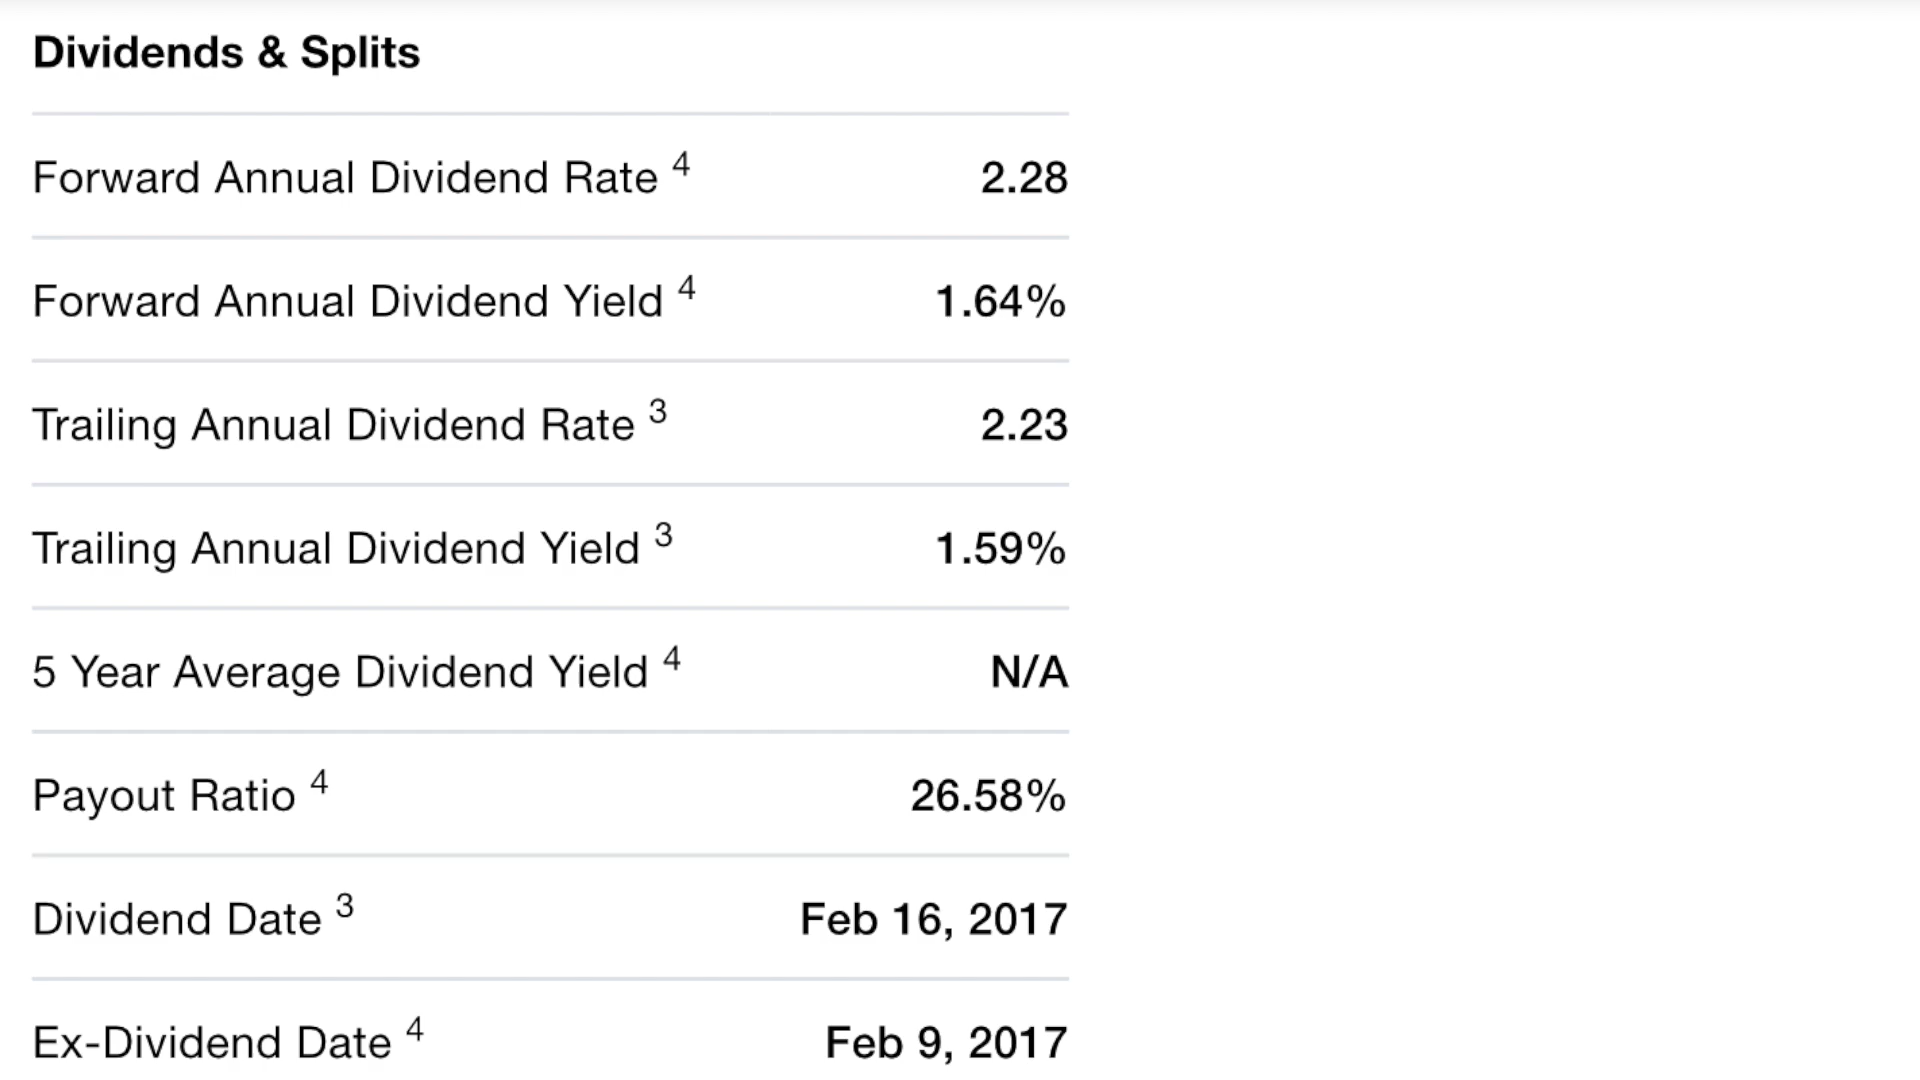 Dividends & Splits
Forward Annual Dividend Rate 4 2.28
Forward Annual Dividend Yield 4 1.64%
Trailing Annual Dividend Rate 3 2.23
Trailing Annual Dividend Yield 3 1.59%
5 Year Average Dividend Yield 4 N/A
Payout Ratio 4 26.58%
Dividend Date 3 Feb 16, 2017
Ex-Dividend Date 4 Feb 9, 2017